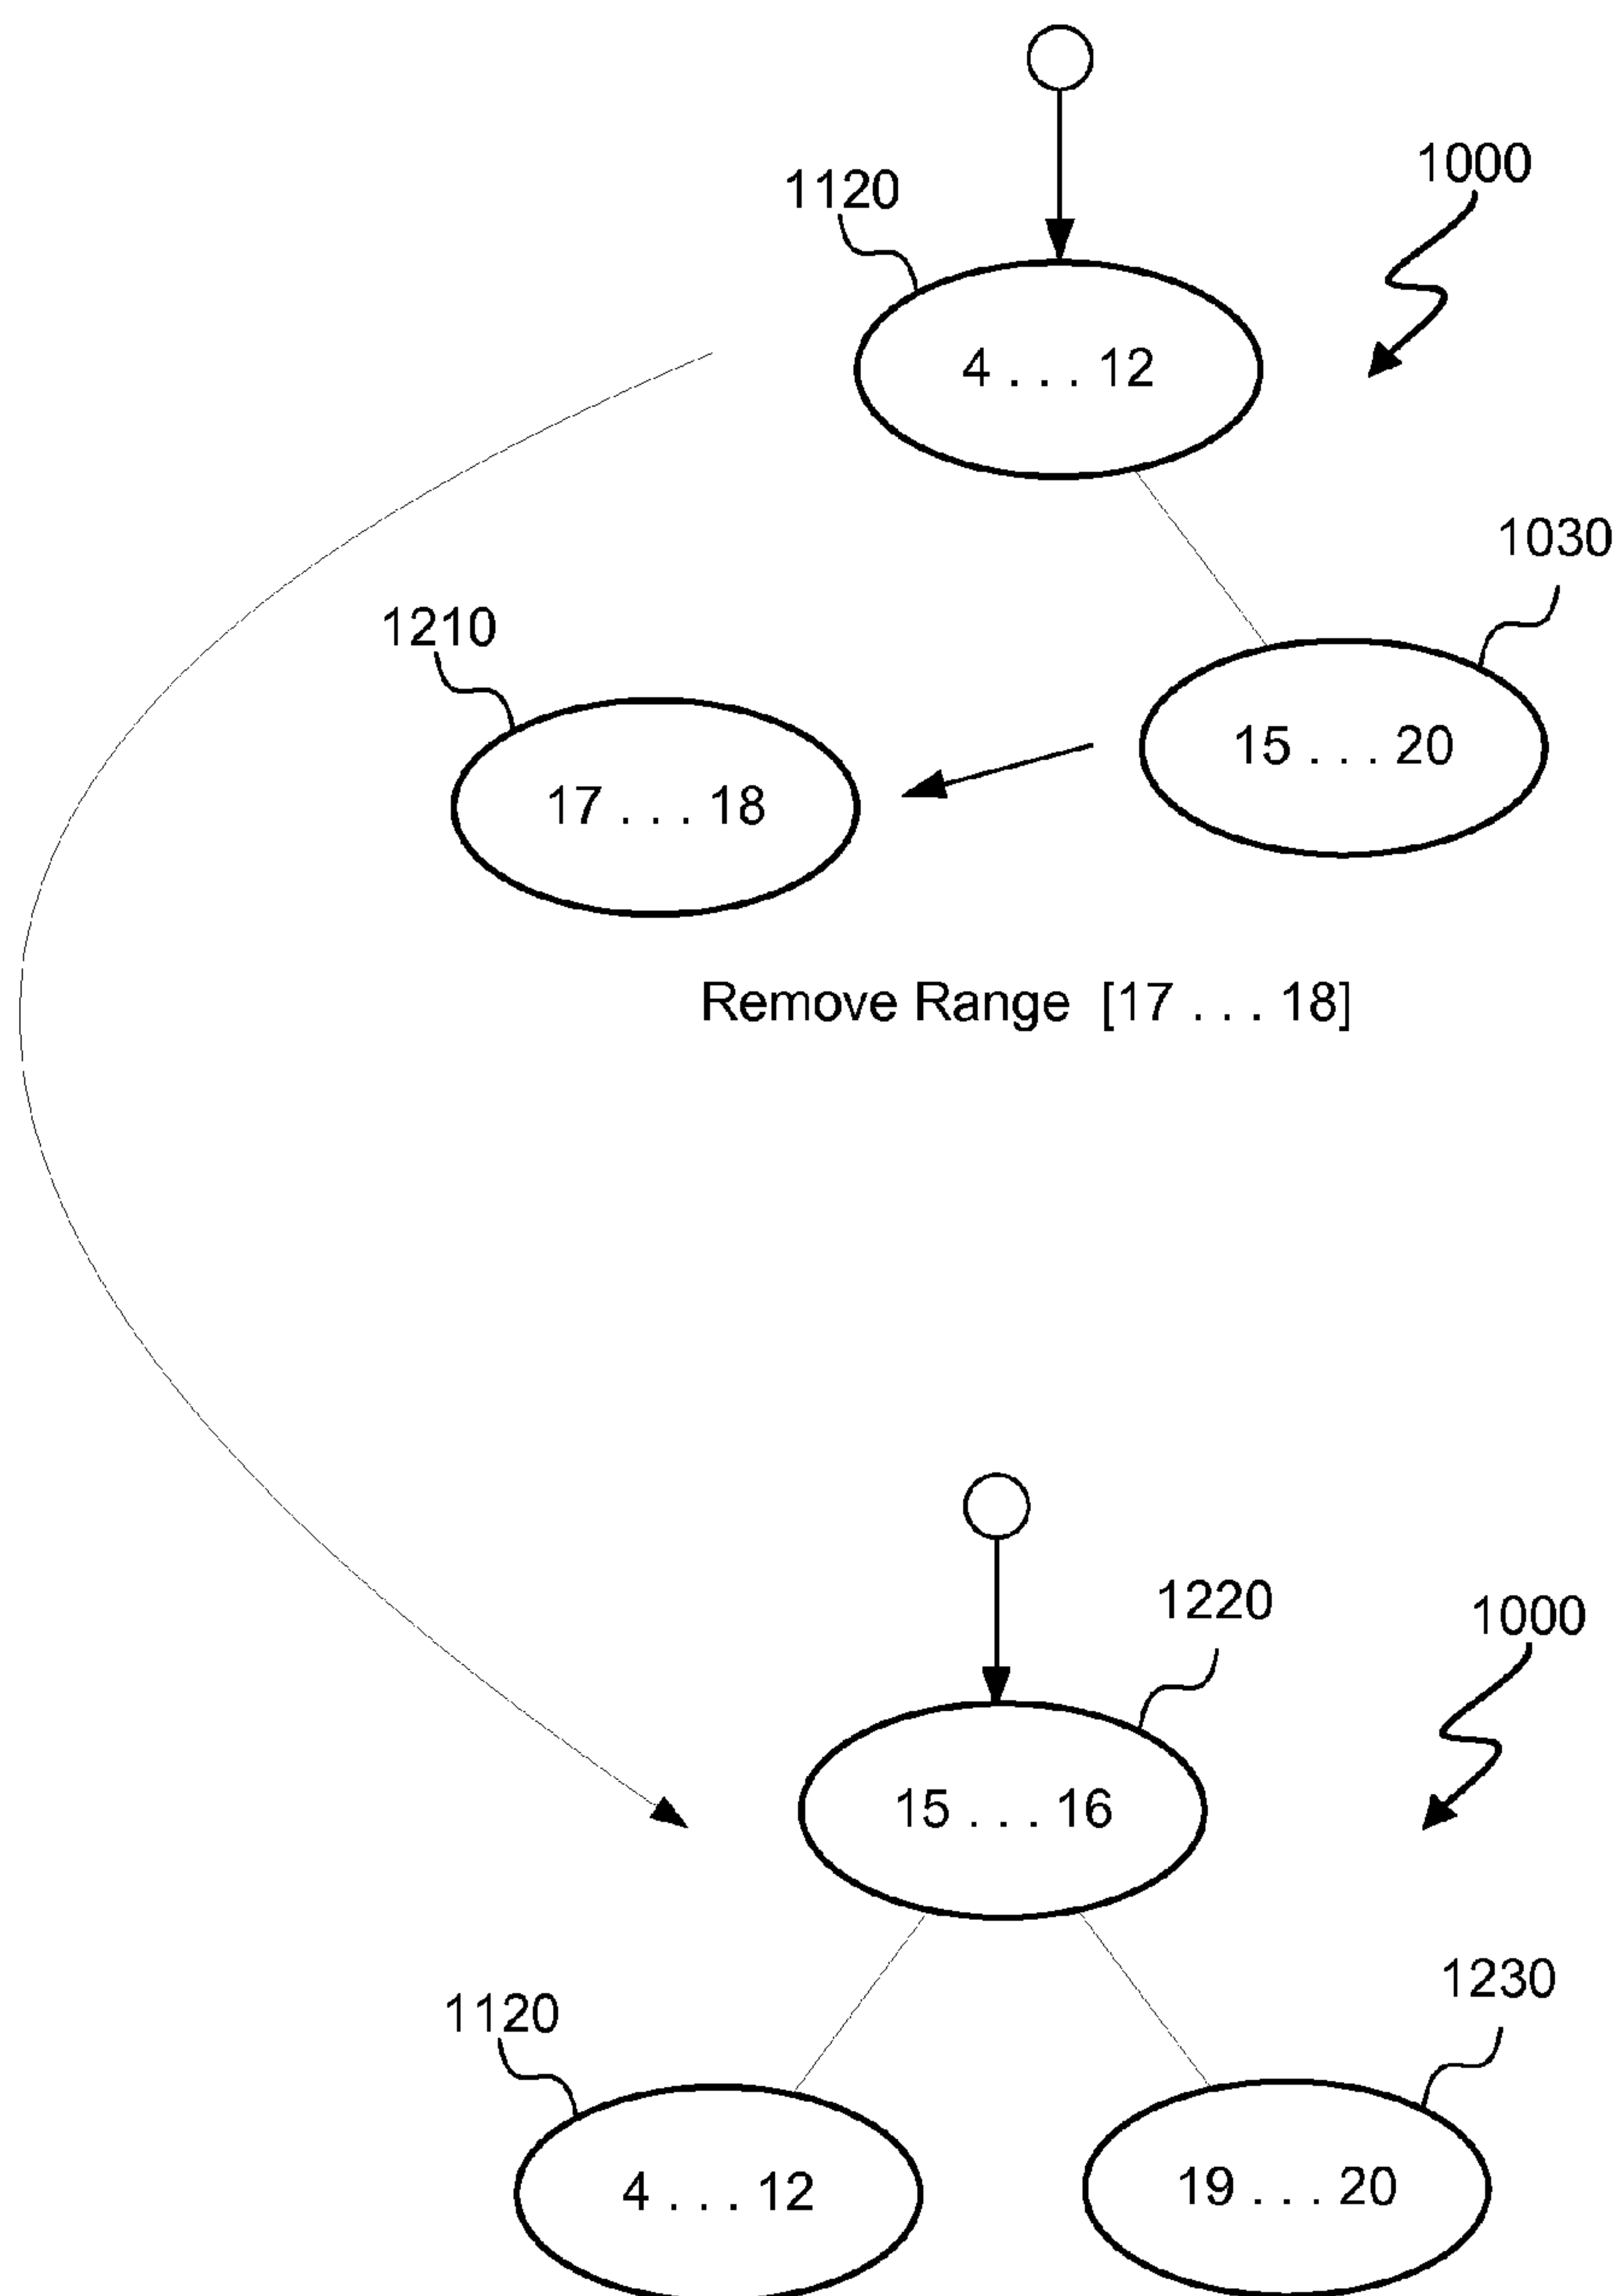 1000
1120
4 . . . 12
1030
1210
15 . . . 20
17 . . . 18
Remove Range [17 . . . 18]
1220
1000
15 . . . 16
1230
1120
4 . . . 12
19 . . . 20